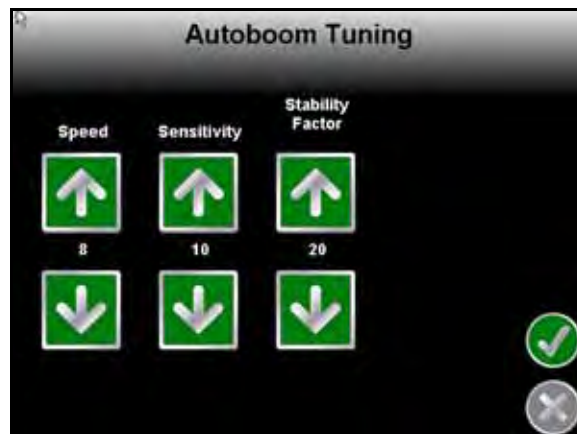 Autoboom Tuning
Speed
Sensitivity
Stability
Factor
8
10
20